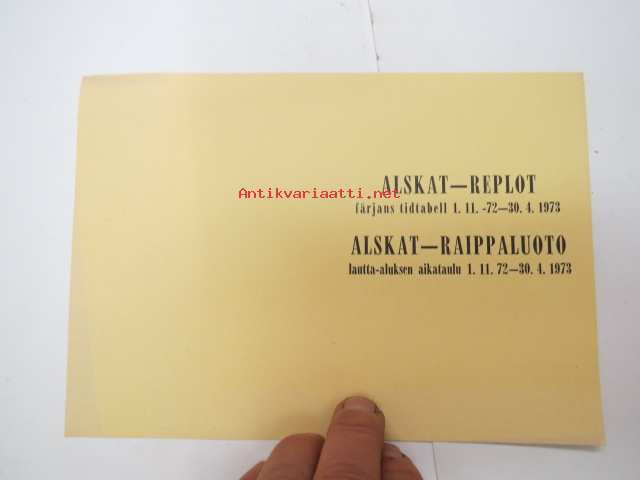 ALSKAT—REPLOT
Antikvariaatti.net
färjans tidtabell 1. 11. -72—30. 4. 1973
ALSKAT—RAIPPALUOTO
lautta-aluksen aikataulu 1. 11. 72—30. 4. 1973